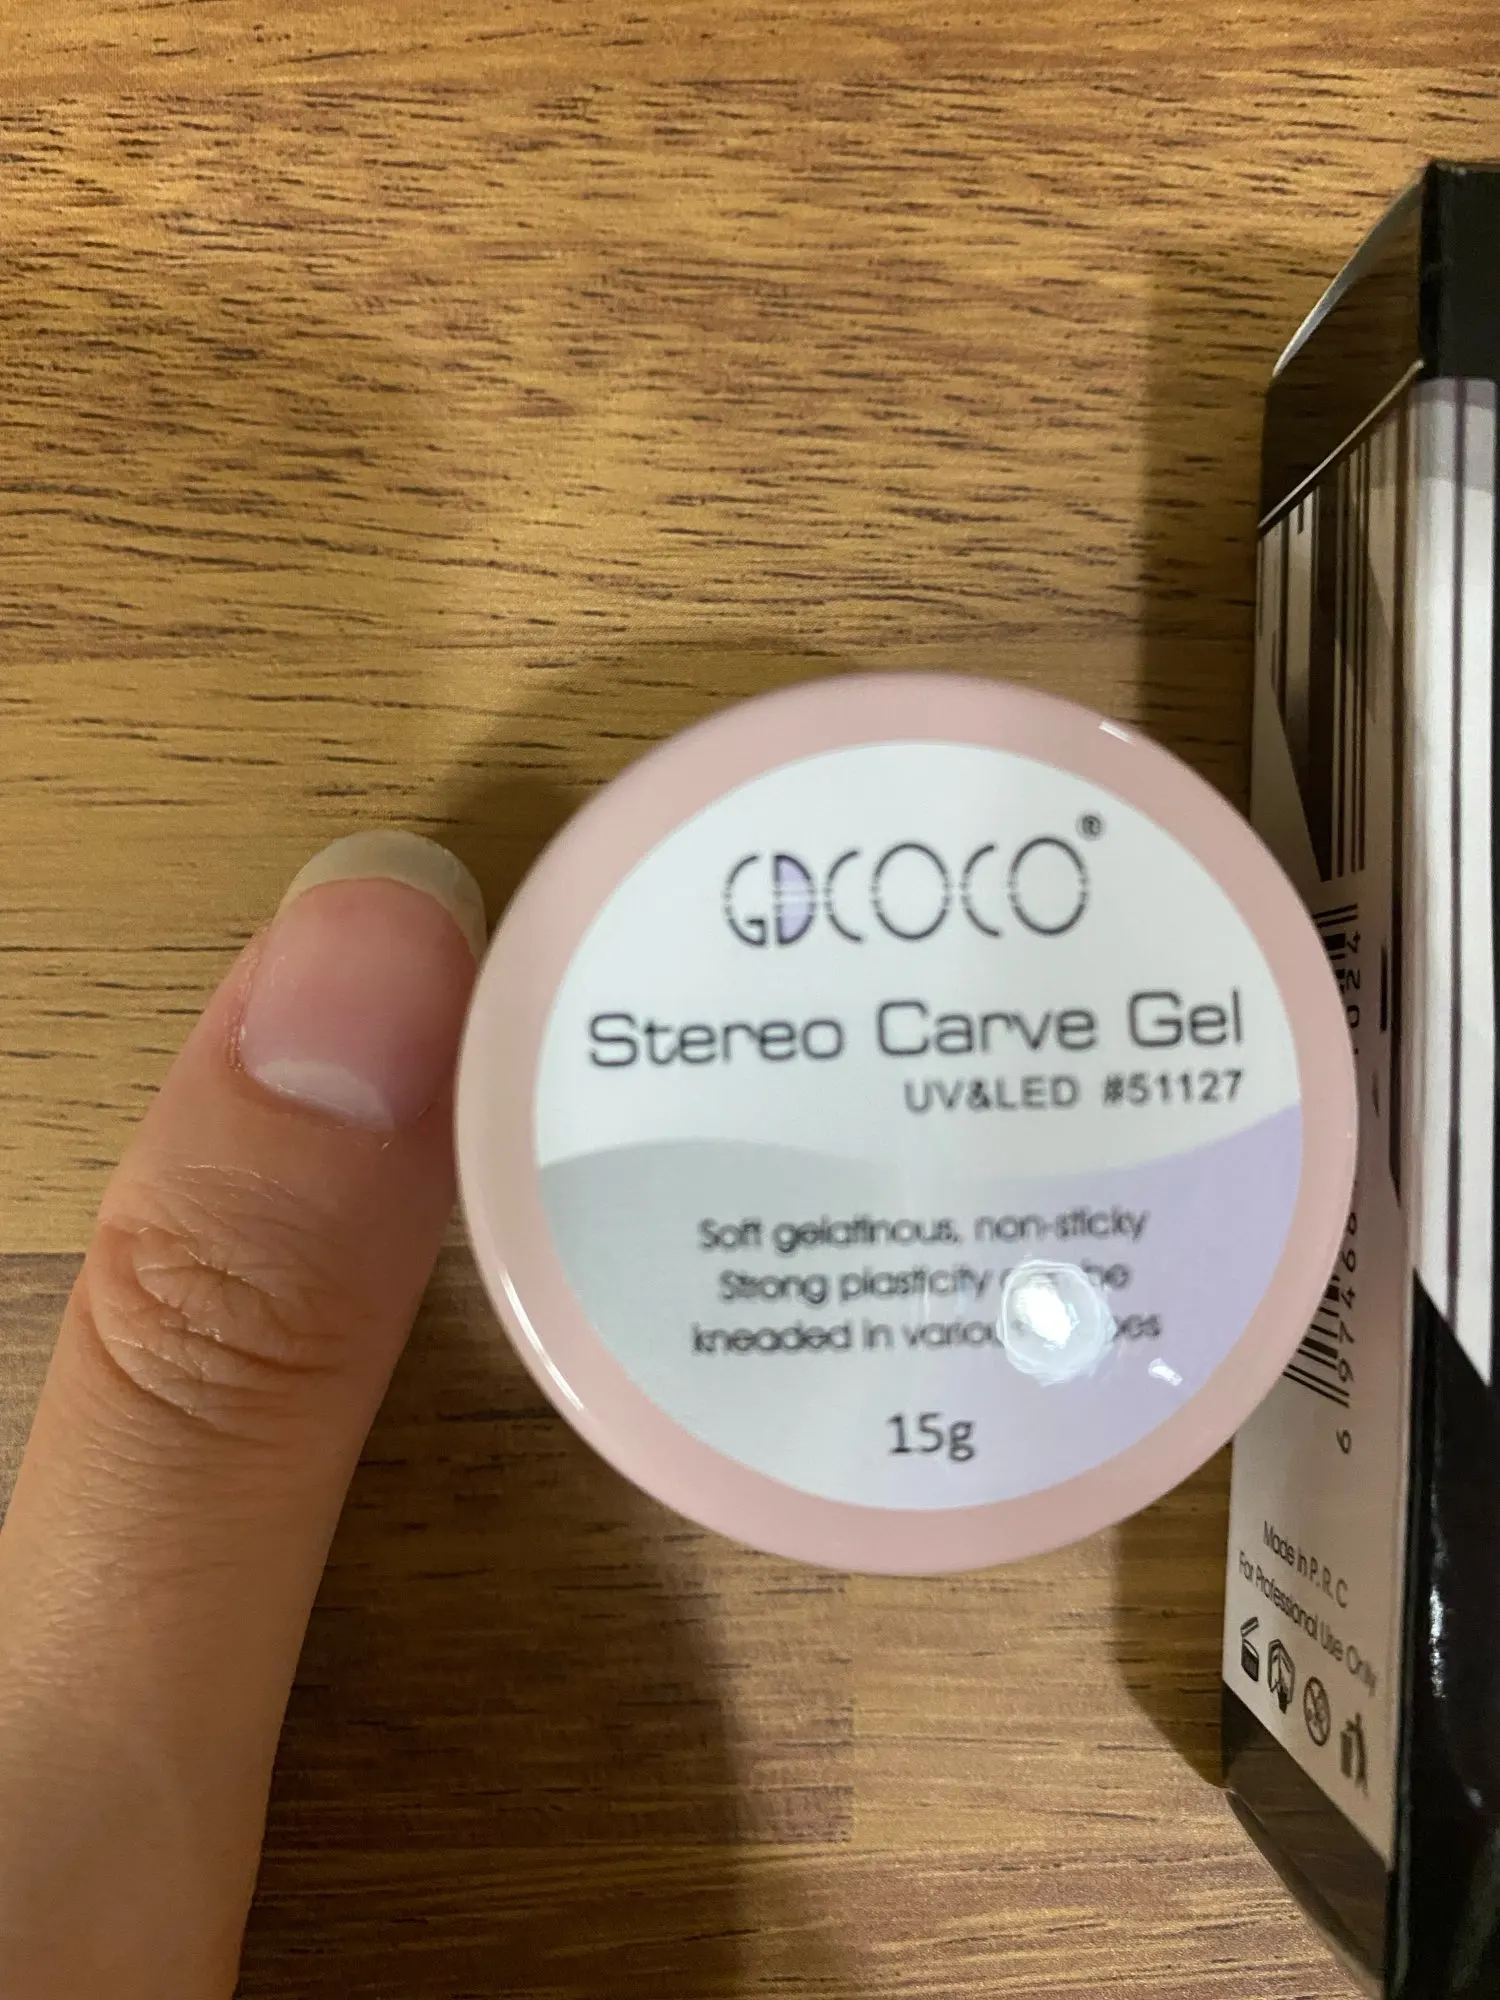 GDCOCO®
Stereo Carve Gel
UV&LED #51127
Soft gelatinous, non-sticky
Strong plasticity be
kneaded in
15g
Made in P. R. C
For Professional Use Only